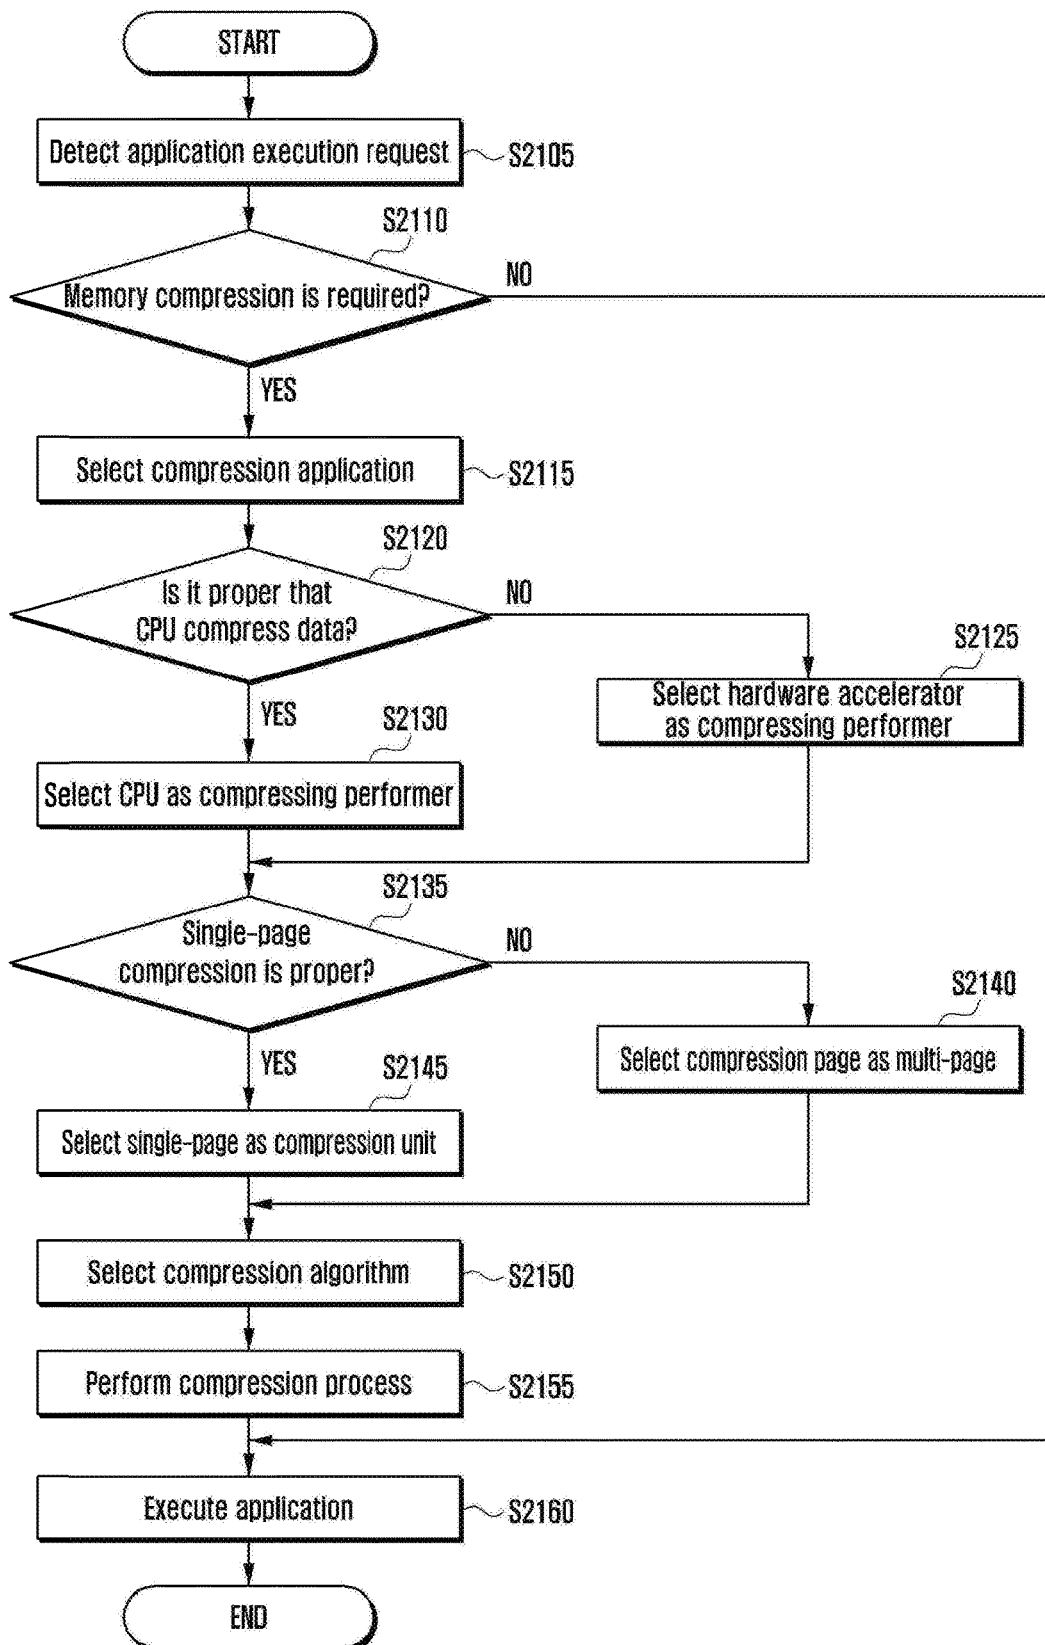 START
Detect application execution request
S2105
S2110
Memory compression is required?
NO
YES
Select compression application
S2115
S2120
Is it proper that
CPU compress data?
NO
YES
S2125
Select hardware accelerator
as compressing performer
S2130
Select CPU as compressing performer
S2135
Single-page
compression is proper?
NO
YES
S2140
Select compression page as multi-page
S2145
Select single-page as compression unit
Select compression algorithm
S2150
Perform compression process
S2155
Execute application
S2160
END